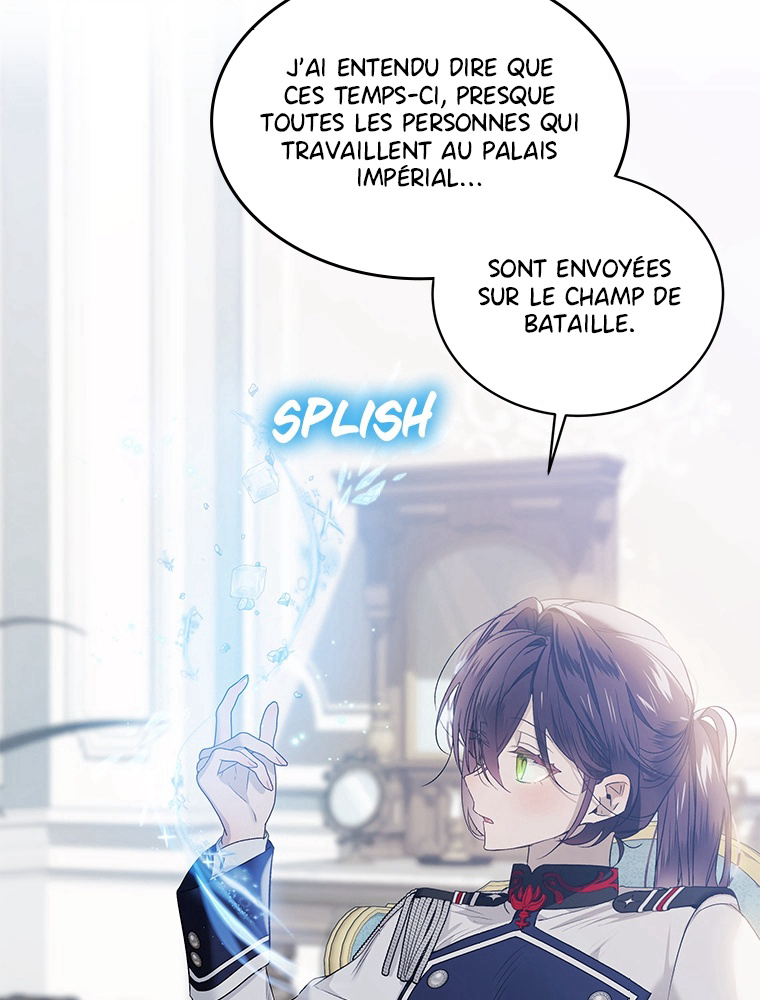 J'AI ENTENDU DIRE QUE
CES TEMPS-CI, PRESQUE
TOUTES LES PERSONNES QUI
TRAVAILLENT AU PALAIS
IMPÉRIAL...
SONT ENVOYÉES
SUR LE CHAMP DE
BATAILLE.
SPLISH